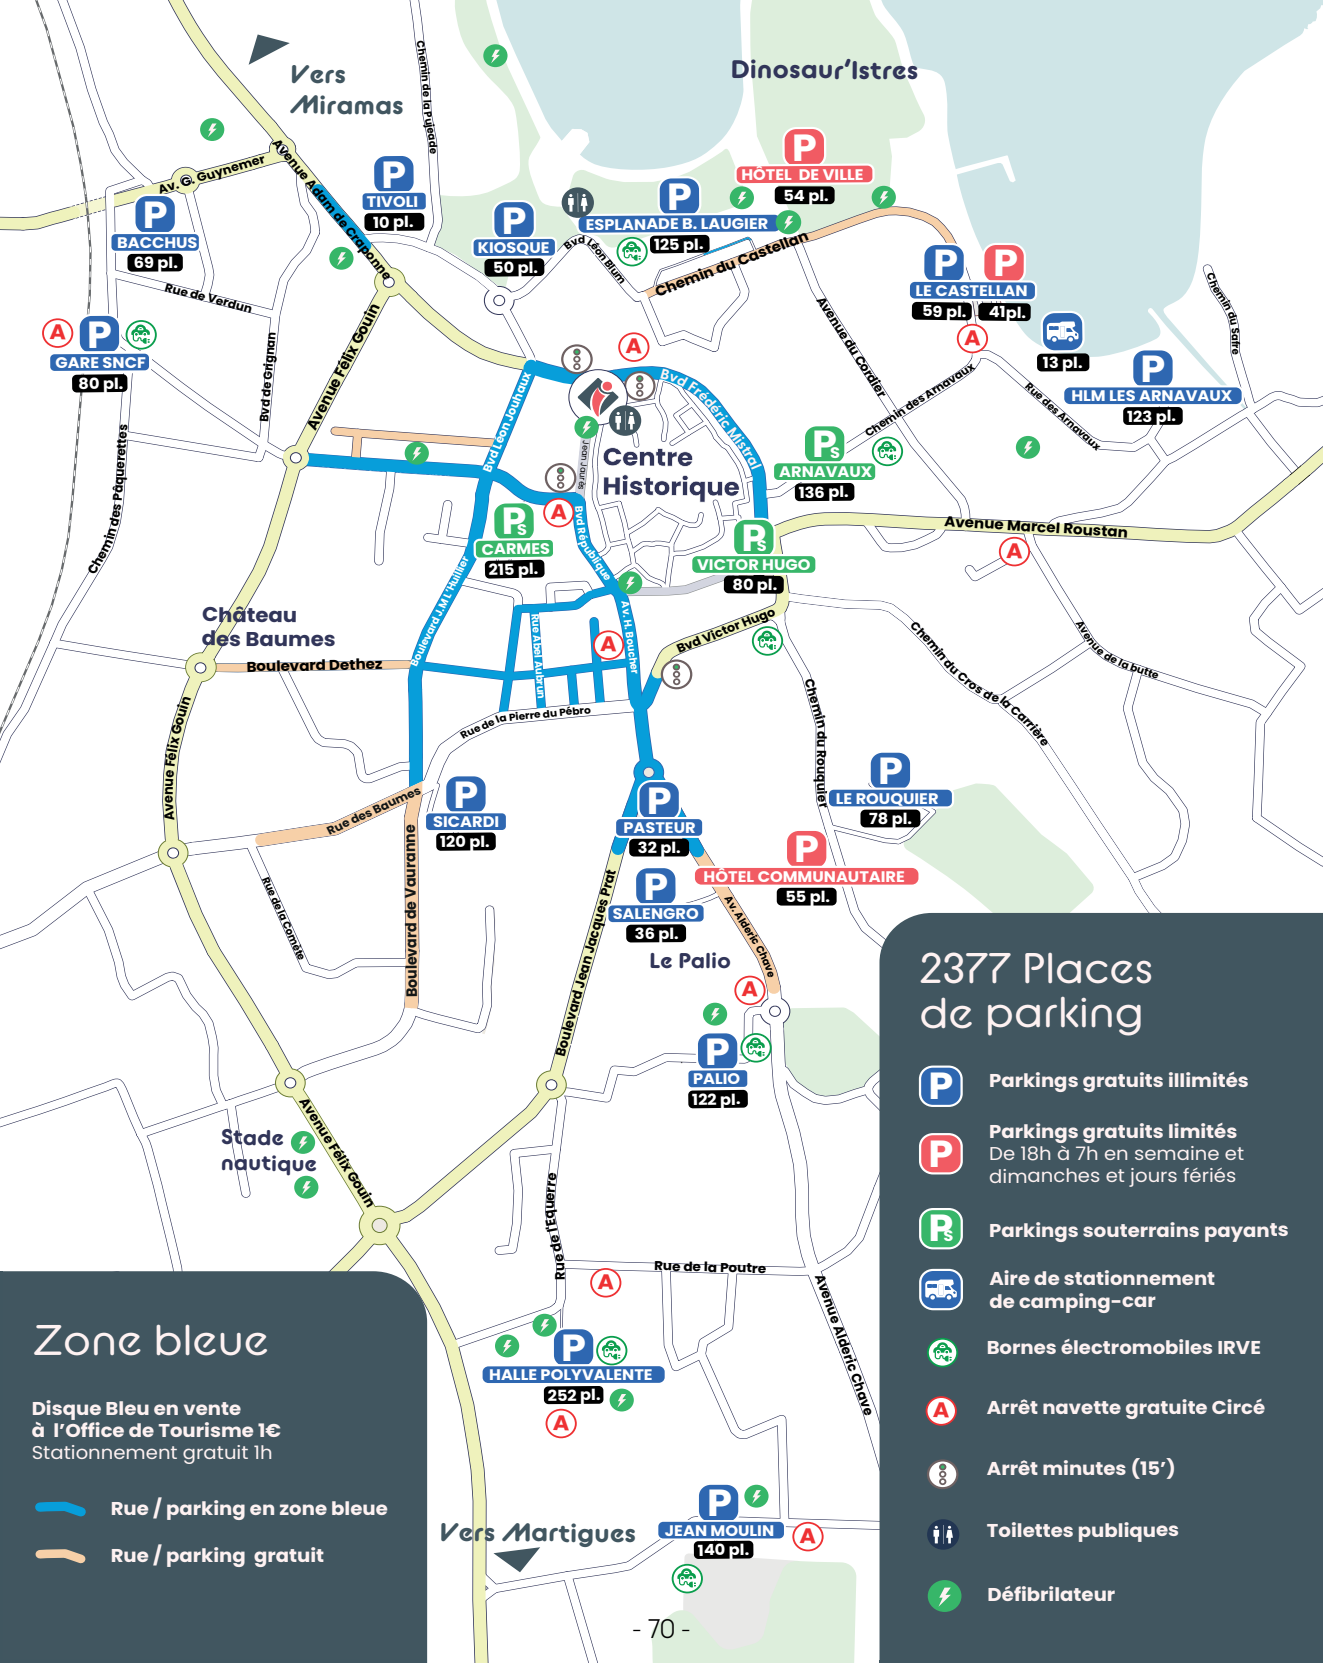 Dinosaur'Istres
Vers
Miramas
Chemin de la Pujeade
Av. G. Guynemer
Avenue Adam de Craponne
P
TIVOLI
10 pl.
P
BACCHUS
69 pl.
P
KIOSQUE
50 pl.
P
ESPLANADE B. LAUGIER
125 pl.
P
HÔTEL DE VILLE
54 pl.
Bvd Léon Blum
Chemin du Castellan
P
P
LE CASTELLAN
59 pl.
41pl.
A
13 pl.
P
HLM LES ARNAVAUX
123 pl.
Chemin du Safre
Rue de Verdun
A
P
GARE SNCF
80 pl.
Bvd de Grignan
Avenue Félix Gouin
A
Avenue du Cordier
Chemin des Arnavaux
Rue des Arnavaux
Bvd Léon Jouhaux
Bvd Frédéric Mistral
Jean Jaurès
Centre
Historique
Ps
ARNAVAUX
136 pl.
Chemin des Pâquerettes
A
Ps
CARMES
215 pl.
Bvd République
Ps
VICTOR HUGO
80 pl.
Avenue Marcel Roustan
A
Boulevard J.M L'Huillier
Château
des Baumes
Boulevard Dethez
Rue Abel Aubrun
A
Av. H. Boucher
Bvd Victor Hugo
Chemin du Cros de la Carrière
Avenue de la butte
Rue de la Pierre du Pébro
Chemin du Rouquier
Avenue Félix Gouin
P
SICARDI
120 pl.
Rue des Baumes
P
PASTEUR
32 pl.
P
LE ROUQUIER
78 pl.
P
HÔTEL COMMUNAUTAIRE
55 pl.
P
SALENGRO
36 pl.
Le Palio
Rue de la Comète
Boulevard de Vauranne
Boulevard Jean Jacques Prat
Av. Alderic Chave
A
P
PALIO
122 pl.
Stade
nautique
Avenue Félix Gouin
Rue de l'Equerre
Rue de la Poutre
A
Avenue Alderic Chave
P
HALLE POLYVALENTE
252 pl.
A
Vers Martigues
P
JEAN MOULIN
140 pl.
A
- 70 -
Zone bleue
Disque Bleu en vente
à l'Office de Tourisme 1€
Stationnement gratuit 1h
Rue / parking en zone bleue
Rue / parking gratuit
2377 Places
de parking
P
Parkings gratuits illimités
P
Parkings gratuits limités
De 18h à 7h en semaine et
dimanches et jours fériés
Ps
Parkings souterrains payants
Aire de stationnement
de camping-car
Bornes électromobiles IRVE
A
Arrêt navette gratuite Circé
Arrêt minutes (15')
Toilettes publiques
Défibrilateur